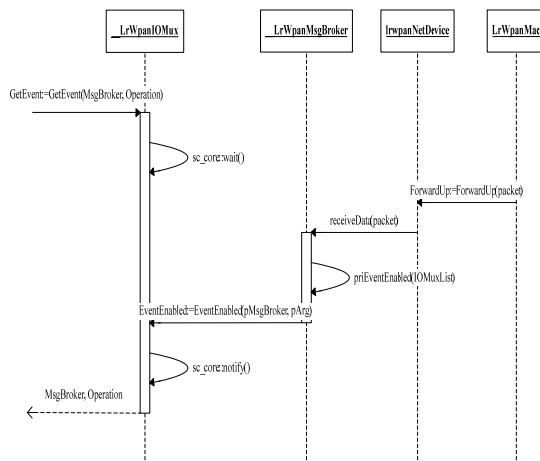 _LrWpanIOMux
_LrWpanMsgBroker
lrwpanNetDevice
LrWpanMac
GetEvent:=GetEvent(MsgBroker, Operation)
sc_core::wait()
ForwardUp:=ForwardUp(packet)
receiveData(packet)
priEventEnabled(IOMuxList)
EventEnabled:=EventEnabled(pMsgBroker, pArg)
sc_core::notify()
MsgBroker, Operation